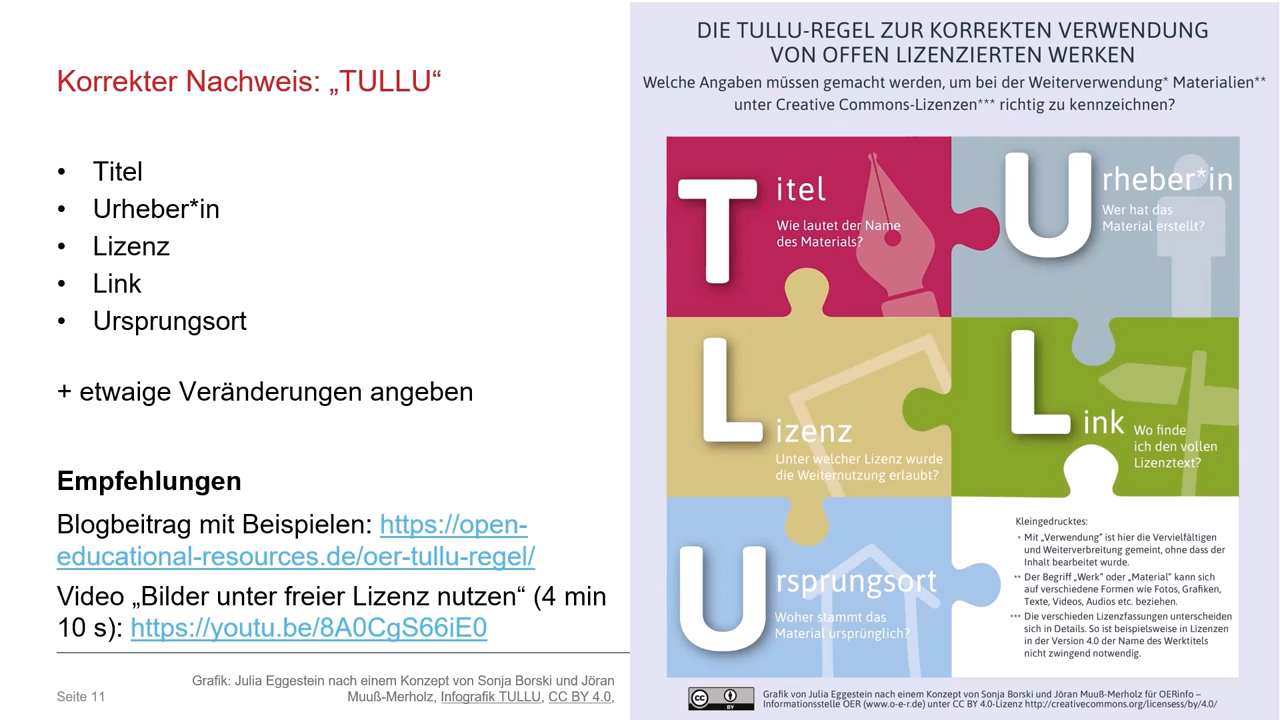 Korrekter Nachweis: „TULLU“
• Titel
• Urheber*in
• Lizenz
• Link
• Ursprungsort
+ etwaige Veränderungen angeben
Empfehlungen
Blogbeitrag mit Beispielen: https://open-
educational-resources.de/oer-tullu-regel/
Video „Bilder unter freier Lizenz nutzen“ (4 min
10 s): https://youtu.be/8A0CgS66iE0
Grafik: Julia Eggestein nach einem Konzept von Sonja Borski und Jöran
Muuß-Merholz, Infografik TULLU, CC BY 4.0,
Seite 11
DIE TULLU-REGEL ZUR KORREKTEN VERWENDUNG
VON OFFEN LIZENZIERTEN WERKEN
Welche Angaben müssen gemacht werden, um bei der Weiterverwendung* Materialien**
unter Creative Commons-Lizenzen*** richtig zu kennzeichnen?
Titel
Wie lautet der Name
des Materials?
Urheber*in
Wer hat das
Material erstellt?
Lizenz
Unter welcher Lizenz wurde
die Weiternutzung erlaubt?
Link
Wo finde
ich den vollen
Lizenztext?
Ursprungsort
Woher stammt das
Material ursprünglich?
Kleingedrucktes:
* Mit „Verwendung“ ist hier die Vervielfältigen
und Weiterverbreitung gemeint, ohne dass der
Inhalt bearbeitet wurde.
** Der Begriff „Werk“ oder „Material“ kann sich
auf verschiedene Formen wie Fotos, Grafiken,
Texte, Videos, Audios etc. beziehen.
*** Die verschieden Lizenzfassungen unterscheiden
sich in Details. So ist beispielsweise in Lizenzen
in der Version 4.0 der Name des Werktitels
nicht zwingend notwendig.
cc BY
Grafik von Julia Eggestein nach einem Konzept von Sonja Borski und Jöran Muuß-Merholz für OERinfo –
Informationsstelle OER (www.o-e-r.de) unter CC BY 4.0-Lizenz http://creativecommons.org/licensess/by/4.0/